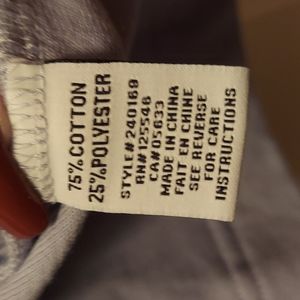 75% COTTON
25% POLYESTER
STYLE# 240169
RN# 125546
CA# 05633
MADE IN CHINA
FAIT EN CHINE
SEE REVERSE
FOR CARE
INSTRUCTIONS